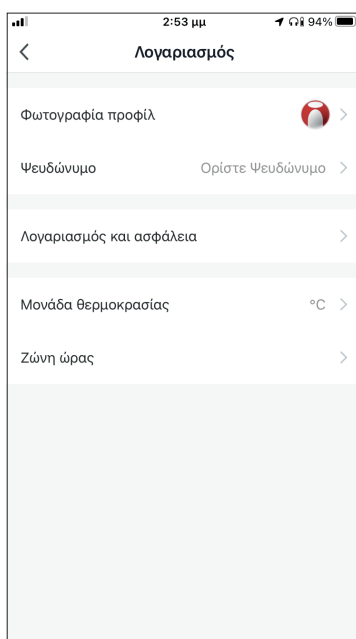 2:53 μμ 94%
Λογαριασμός
Φωτογραφία προφίλ
Ψευδώνυμο Ορίστε Ψευδώνυμο
Λογαριασμός και ασφάλεια
Μονάδα θερμοκρασίας °C
Ζώνη ώρας